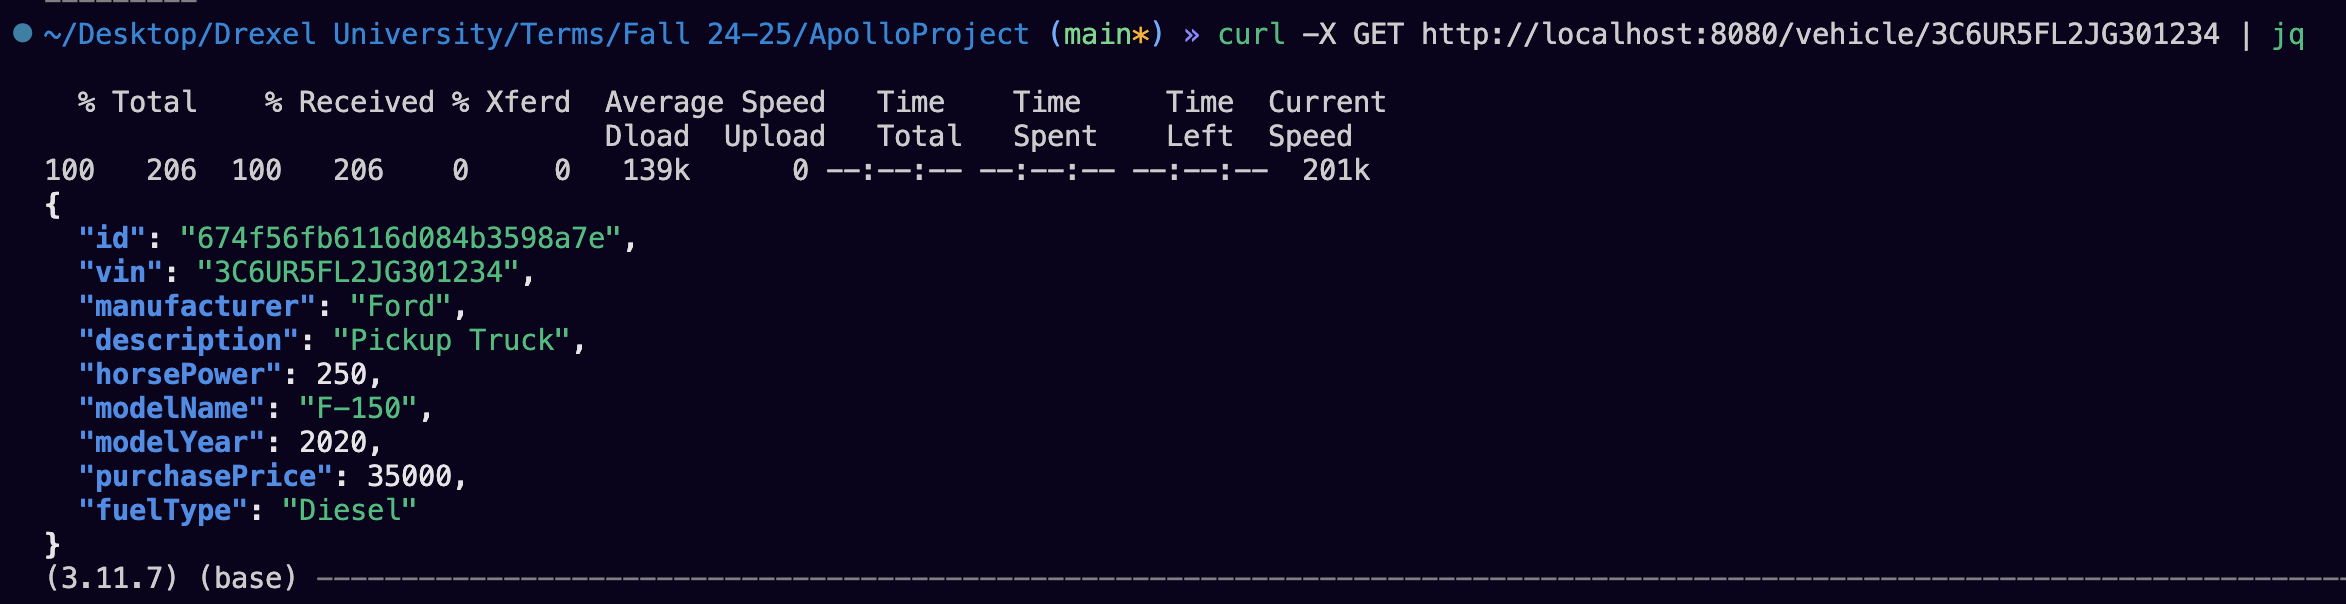 ~/Desktop/Drexel University/Terms/Fall 24-25/ApolloProject (main*) » curl -X GET http://localhost:8080/vehicle/3C6UR5FL2JG301234 | jq
  % Total    % Received % Xferd  Average Speed   Time    Time     Time  Current
                                 Dload  Upload   Total   Spent    Left  Speed
100   206  100   206    0     0   139k      0 --:--:-- --:--:-- --:--:--  201k
{
  "id": "674f56fb6116d084b3598a7e",
  "vin": "3C6UR5FL2JG301234",
  "manufacturer": "Ford",
  "description": "Pickup Truck",
  "horsePower": 250,
  "modelName": "F-150",
  "modelYear": 2020,
  "purchasePrice": 35000,
  "fuelType": "Diesel"
}
(3.11.7) (base)